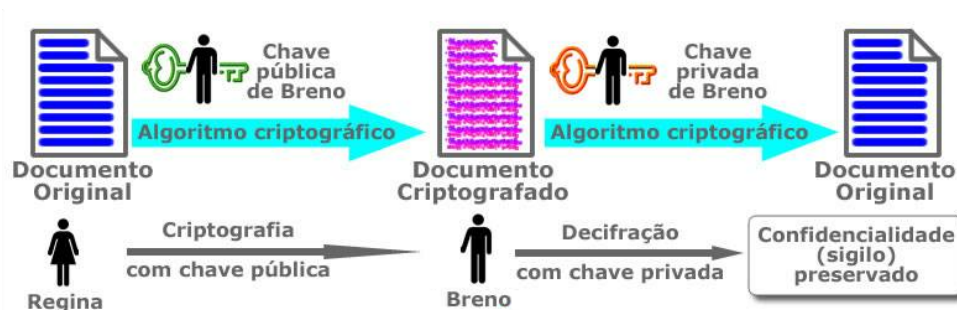 Chave
pública
de Breno
Chave
privada
de Breno
Algoritmo criptográfico
Algoritmo criptográfico
Documento
Original
Documento
Criptografado
Documento
Original
Criptografia
com chave pública
Decifração
com chave privada
Confidencialidade
(sigilo)
preservado
Regina
Breno